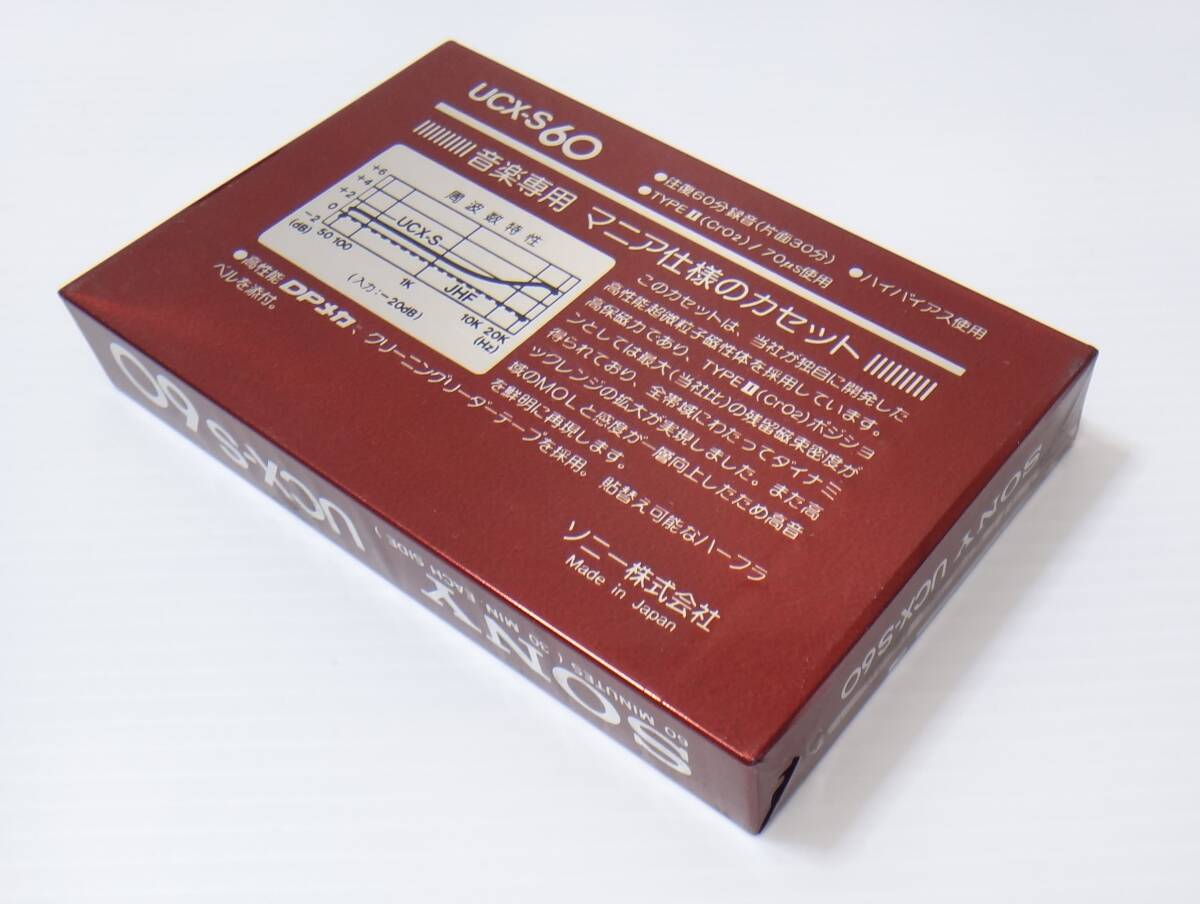 UCX-S60
●往復60分録音(片面30分)
●TYPEⅡ(CrO2)/70μS使用 ●ハイバイアス使用
音楽専用 マニア仕様のカセット
周波数特性
+6
+4
+2
0
-2
(dB)
UCX-S
JHF
50 100 1K 10K 20K
(Hz)
(入力:-20dB)
このカセットは、当社が独自に開発した
高性能超微粒子磁性体を採用しています。
高保磁力であり、TYPEⅡ(CrO2)ポジショ
ンとしては最大(当社比)の残留磁束密度が
得られており、全帯域にわたってダイナミ
ックレンジの拡大が実現しました。また高
域のMOLと感度が一層向上したため高音
を鮮明に再現します。
●高性能DPメカ、クリーニングリーダーテープを採用。貼替え可能なハーフラ
ベルを添付。
ソニー株式会社
Made in Japan
SONY UCX-S60
60 MINUTES (30 MIN EACH SIDE)
SONY UCX-S60